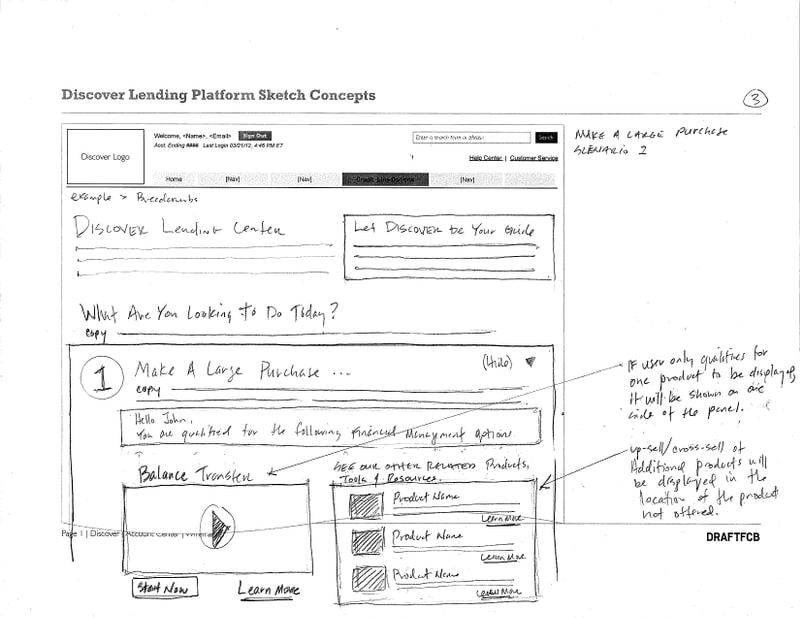 Discover Lending Platform Sketch Concepts
3
MAKE A LARGE PURCHASE
SCENARIO 2
Discover Logo
Welcome, <Name>, <Email> Sign Out
Acct. Ending ####. Last Login 03/21/12, 4:46 PM ET
Enter a search term or phrase Search
Help Center | Customer Service
Home [Nav] [Nav] [Nav]
example > Breadcrumbs
DISCOVER Lending Center
Let DISCOVER be Your Guide
What Are You Looking to Do Today?
copy
1 Make A Large Purchase ... (Hide)
copy
Hello John,
You are qualified for the following Financial Management options
IF user only qualifies for
one product to be displayed,
it will be shown on one
side of the panel.
Balance Transfer
SEE OUR OTHER RELATED Products,
Tools & Resources.
Product Name
Learn More
Product Name
Learn More
Product Name
Learn More
Start Now Learn More
up-sell/cross-sell of
Additional products will
be displayed in the
location of the product
not offered.
Page 1 | Discover | Account Center |
DRAFTFCB